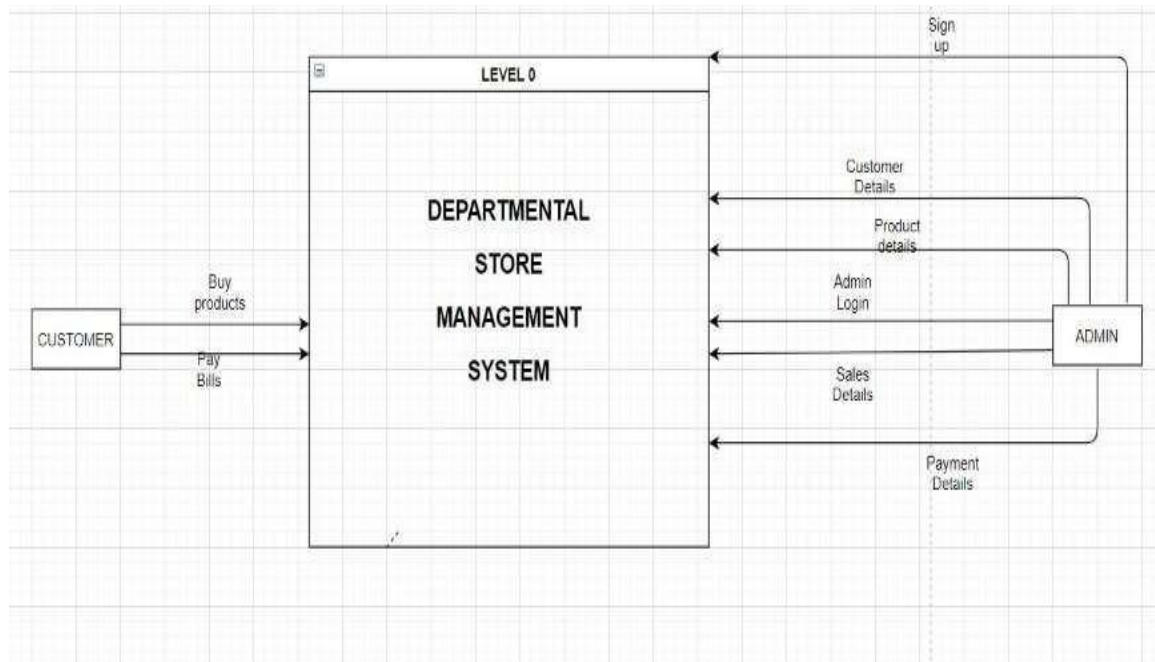 Sign
up
LEVEL 0
Customer
Details
DEPARTMENTAL
Product
details
STORE
Buy
products
Admin
Login
MANAGEMENT
CUSTOMER
ADMIN
Pay
Bills
SYSTEM
Sales
Details
Payment
Details